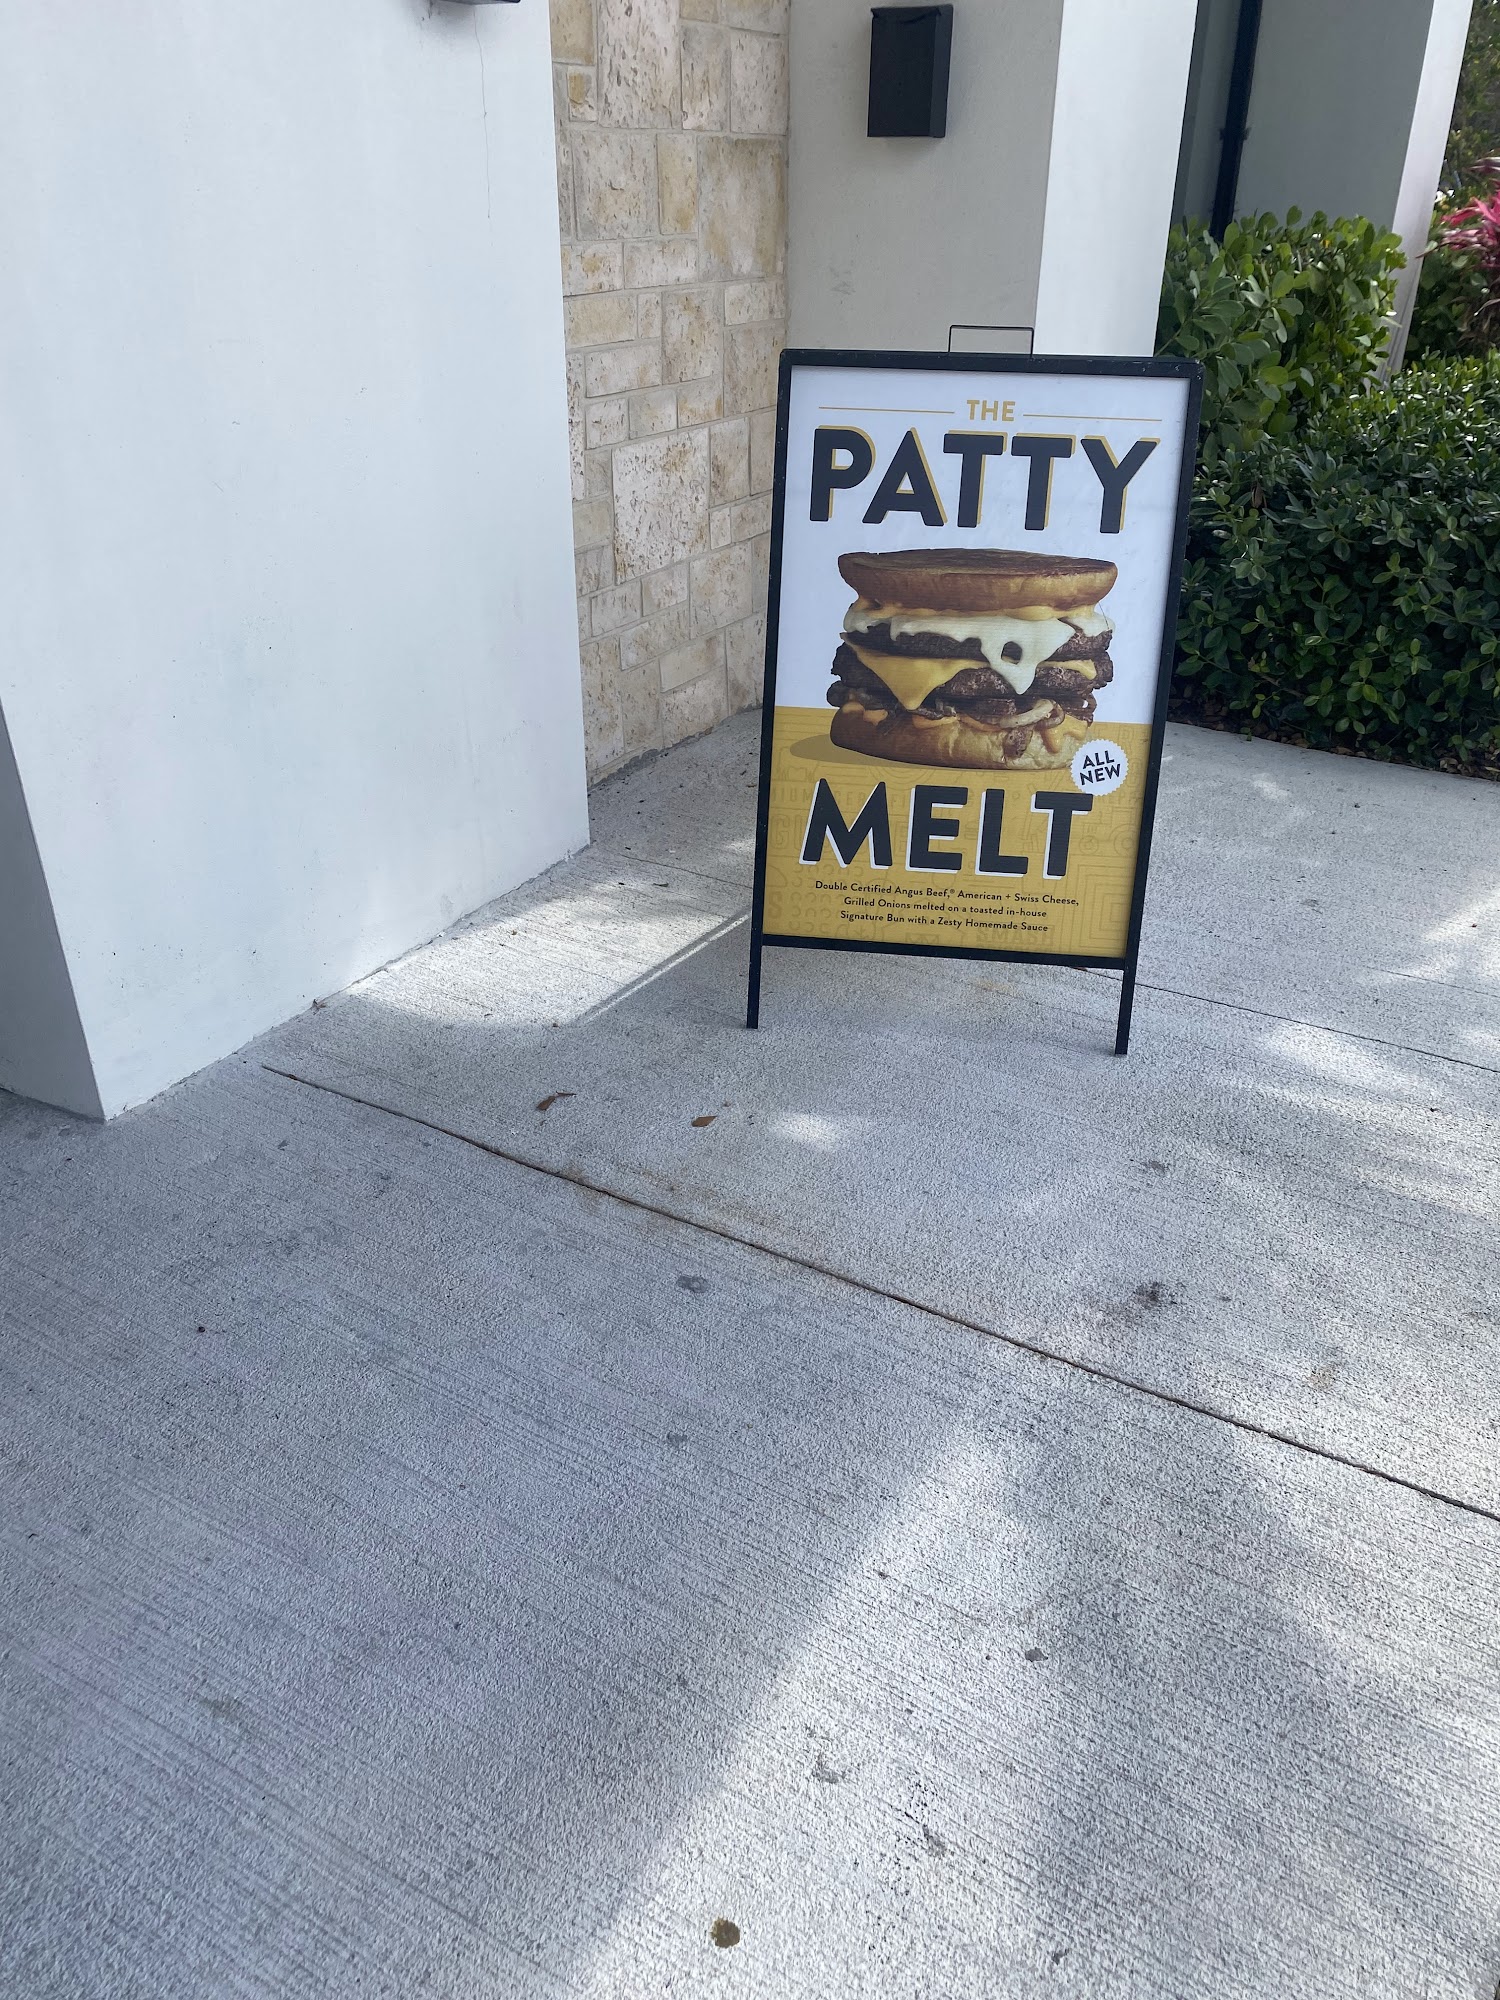 THE
PATTY
ALL
NEW
MELT
Double Certified Angus Beef,® American + Swiss Cheese,
Grilled Onions melted on a toasted in-house
Signature Bun with a Zesty Homemade Sauce